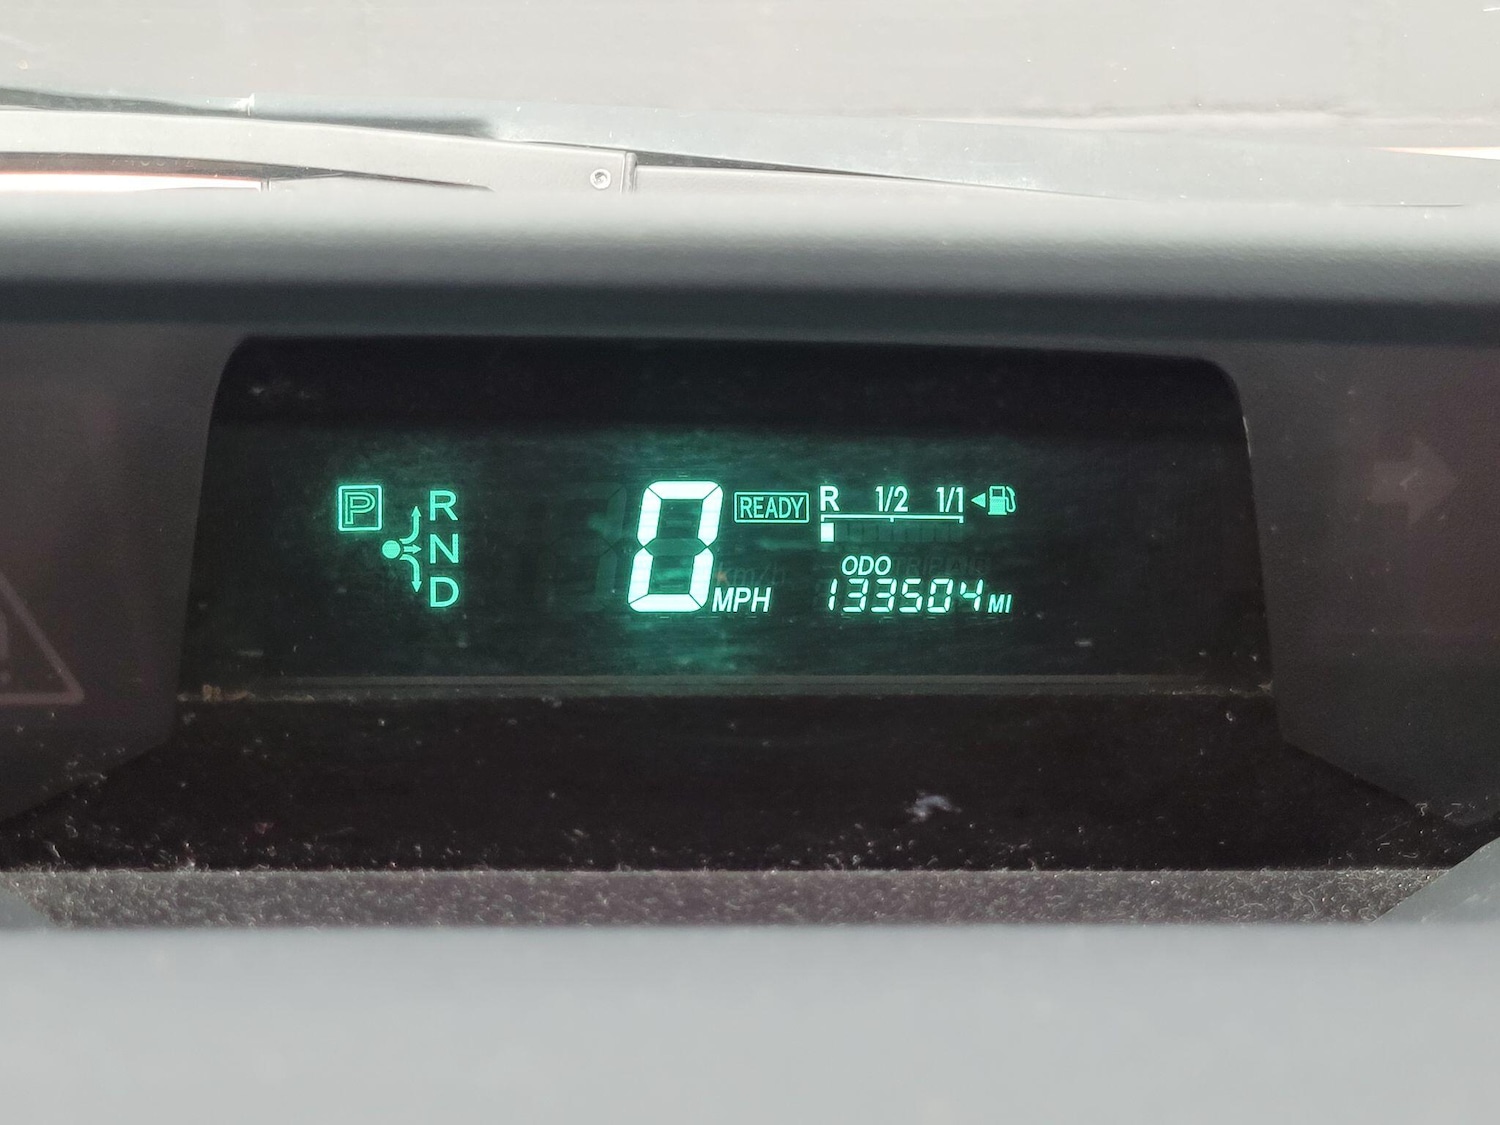 P
R
N
D
0 MPH
READY
R 1/2 1/1
ODO
133504 MI